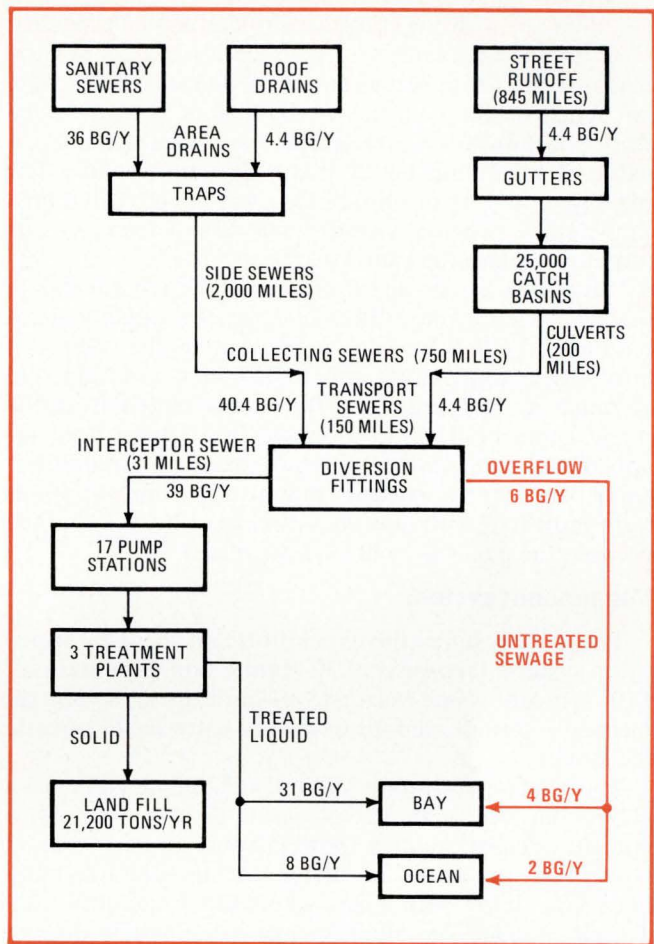 SANITARY
SEWERS
ROOF
DRAINS
STREET
RUNOFF
(845 MILES)
36 BG/Y
AREA
DRAINS
4.4 BG/Y
4.4 BG/Y
TRAPS
GUTTERS
SIDE SEWERS
(2,000 MILES)
25,000
CATCH
BASINS
CULVERTS
(200
MILES)
COLLECTING SEWERS (750 MILES)
40.4 BG/Y
TRANSPORT
SEWERS
(150 MILES)
4.4 BG/Y
INTERCEPTOR SEWER
(31 MILES)
39 BG/Y
DIVERSION
FITTINGS
OVERFLOW
6 BG/Y
17 PUMP
STATIONS
3 TREATMENT
PLANTS
UNTREATED
SEWAGE
SOLID
TREATED
LIQUID
LAND FILL
21,200 TONS/YR
31 BG/Y
BAY
4 BG/Y
8 BG/Y
OCEAN
2 BG/Y